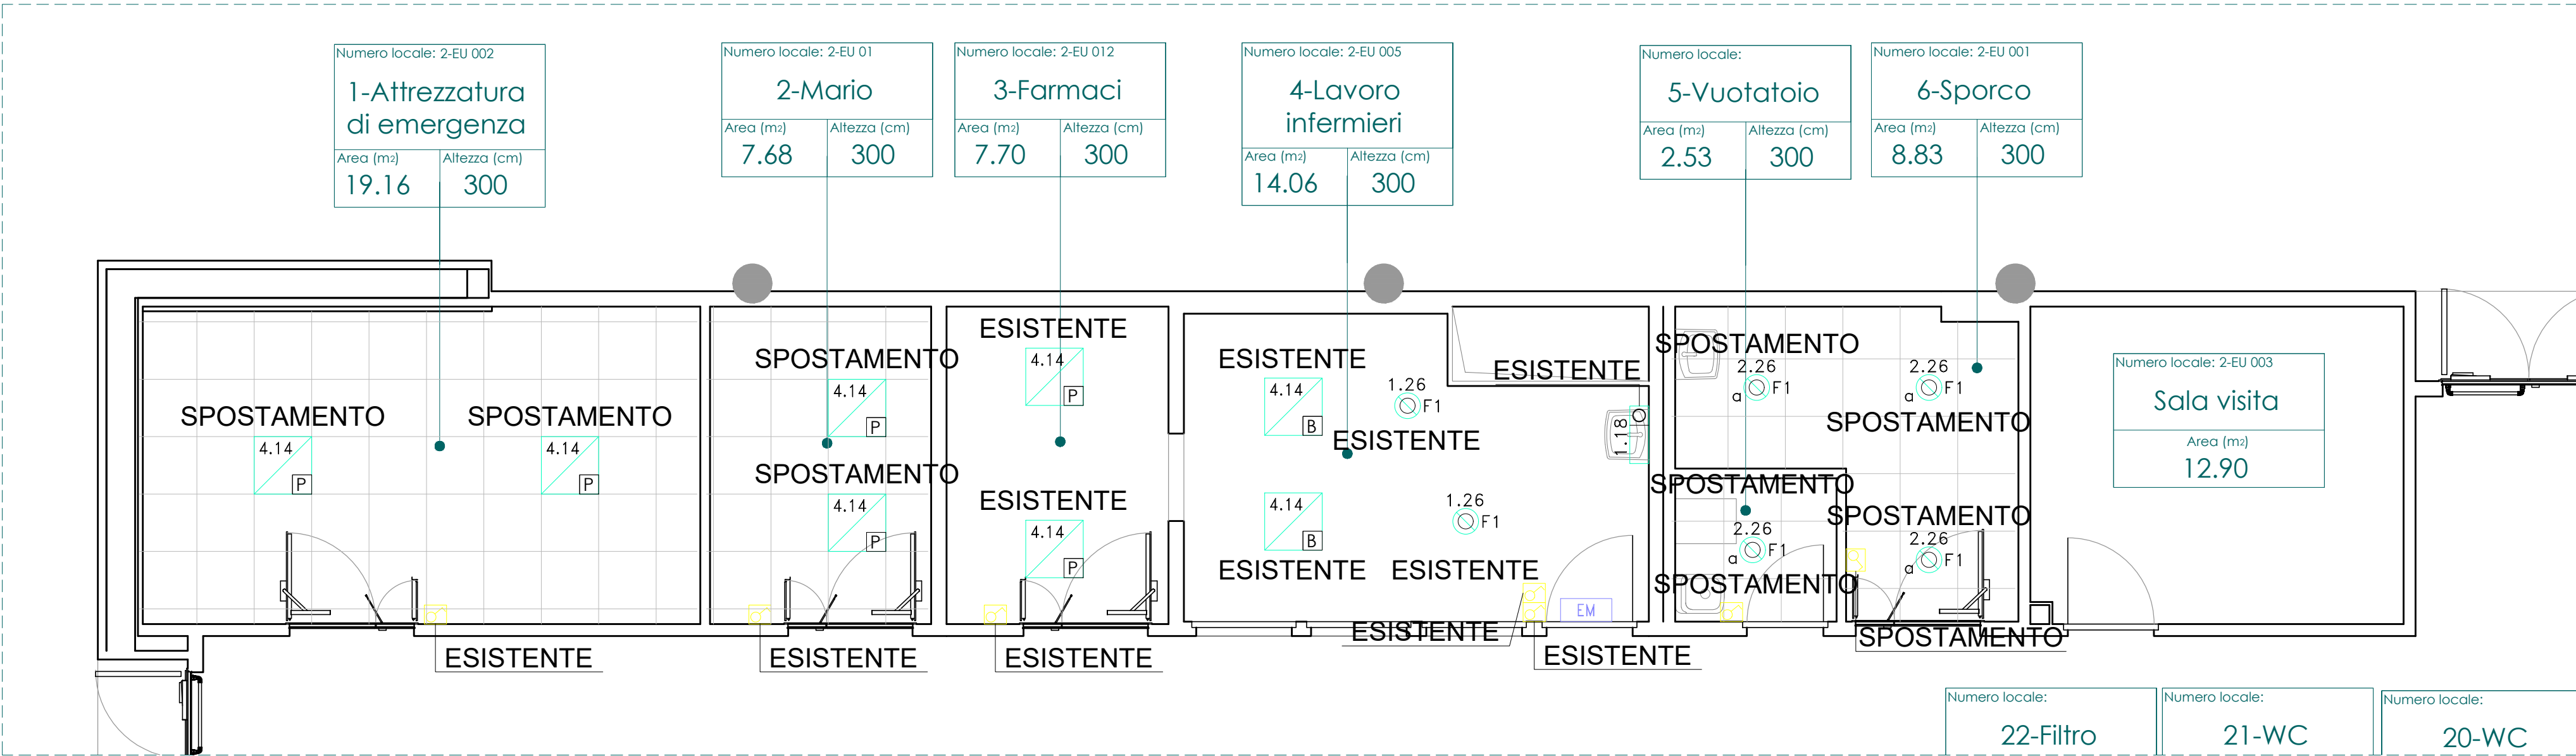 Numero locale: 2-EU 002
1-Attrezzatura
di emergenza
Area (m2)
Altezza (cm)
19.16
300
Numero locale: 2-EU 01
2-Mario
Area (m2)
Altezza (cm)
7.68
300
Numero locale: 2-EU 012
3-Farmaci
Area (m2)
Altezza (cm)
7.70
300
Numero locale: 2-EU 005
4-Lavoro
infermieri
Area (m2)
Altezza (cm)
14.06
300
Numero locale:
5-Vuotatoio
Area (m2)
Altezza (cm)
2.53
300
Numero locale: 2-EU 001
6-Sporco
Area (m2)
Altezza (cm)
8.83
300
SPOSTAMENTO
4.14
P
SPOSTAMENTO
4.14
P
ESISTENTE
SPOSTAMENTO
4.14
P
SPOSTAMENTO
4.14
P
ESISTENTE
ESISTENTE
4.14
P
ESISTENTE
4.14
P
ESISTENTE
ESISTENTE
4.14
B
1.26
F1
ESISTENTE
ESISTENTE
1.18
4.14
B
ESISTENTE
1.26
F1
ESISTENTE
EM
ESISTENTE
ESISTENTE
SPOSTAMENTO
2.26
F1
a
2.26
F1
a
SPOSTAMENTO
SPOSTAMENTO
2.26
F1
a
SPOSTAMENTO
SPOSTAMENTO
2.26
F1
a
SPOSTAMENTO
Numero locale: 2-EU 003
Sala visita
Area (m2)
12.90
Numero locale:
22-Filtro
Numero locale:
21-WC
Numero locale:
20-WC